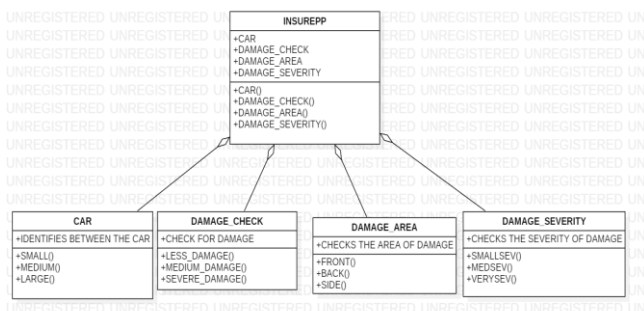 INSUREPP
+CAR
+DAMAGE_CHECK
+DAMAGE_AREA
+DAMAGE_SEVERITY
+CAR()
+DAMAGE_CHECK()
+DAMAGE_AREA()
+DAMAGE_SEVERITY()
CAR
+IDENTIFIES BETWEEN THE CAR
+SMALL()
+MEDIUM()
+LARGE()
DAMAGE_CHECK
+CHECK FOR DAMAGE
+LESS_DAMAGE()
+MEDIUM_DAMAGE()
+SEVERE_DAMAGE()
DAMAGE_AREA
+CHECKS THE AREA OF DAMAGE
+FRONT()
+BACK()
+SIDE()
DAMAGE_SEVERITY
+CHECKS THE SEVERITY OF DAMAGE
+SMALLSEV()
+MEDSEV()
+VERYSEV()
UNREGISTERED